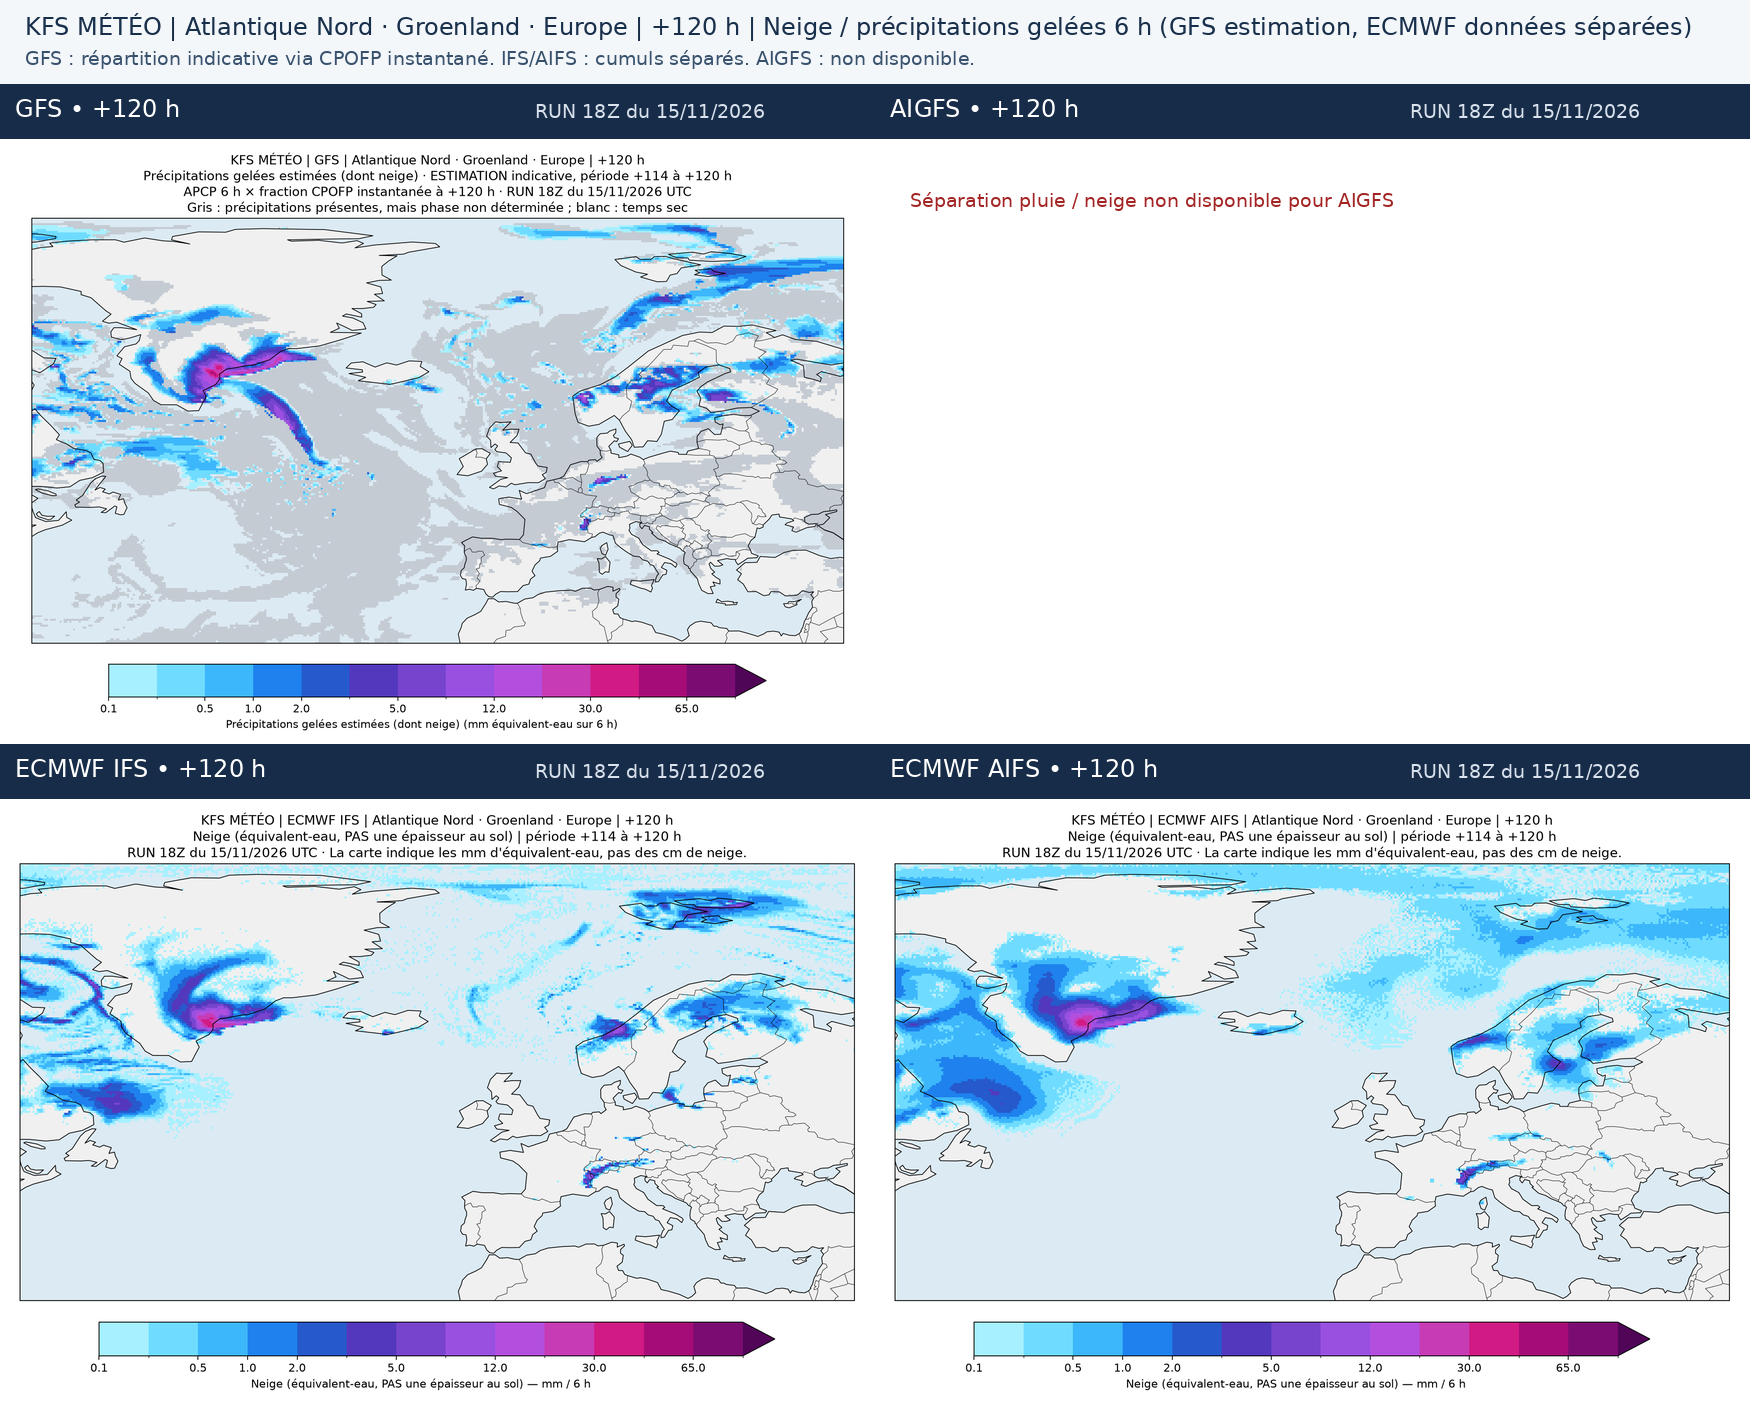 KFS MÉTÉO | Atlantique Nord · Groenland · Europe | +120 h | Neige / précipitations gelées 6 h (GFS estimation, ECMWF données séparées)
GFS : répartition indicative via CPOFP instantané. IFS/AIFS : cumuls séparés. AIGFS : non disponible.
GFS • +120 h
RUN 18Z du 15/11/2026
AIGFS • +120 h
RUN 18Z du 15/11/2026
KFS MÉTÉO | GFS | Atlantique Nord · Groenland · Europe | +120 h
Précipitations gelées estimées (dont neige) · ESTIMATION indicative, période +114 à +120 h
APCP 6 h × fraction CPOFP instantanée à +120 h · RUN 18Z du 15/11/2026 UTC
Gris : précipitations présentes, mais phase non déterminée ; blanc : temps sec
Séparation pluie / neige non disponible pour AIGFS
0.1 0.5 1.0 2.0 5.0 12.0 30.0 65.0
Précipitations gelées estimées (dont neige) (mm équivalent-eau sur 6 h)
ECMWF IFS • +120 h
RUN 18Z du 15/11/2026
ECMWF AIFS • +120 h
RUN 18Z du 15/11/2026
KFS MÉTÉO | ECMWF IFS | Atlantique Nord · Groenland · Europe | +120 h
Neige (équivalent-eau, PAS une épaisseur au sol) | période +114 à +120 h
RUN 18Z du 15/11/2026 UTC · La carte indique les mm d'équivalent-eau, pas des cm de neige.
KFS MÉTÉO | ECMWF AIFS | Atlantique Nord · Groenland · Europe | +120 h
Neige (équivalent-eau, PAS une épaisseur au sol) | période +114 à +120 h
RUN 18Z du 15/11/2026 UTC · La carte indique les mm d'équivalent-eau, pas des cm de neige.
0.1 0.5 1.0 2.0 5.0 12.0 30.0 65.0
Neige (équivalent-eau, PAS une épaisseur au sol) — mm / 6 h
0.1 0.5 1.0 2.0 5.0 12.0 30.0 65.0
Neige (équivalent-eau, PAS une épaisseur au sol) — mm / 6 h